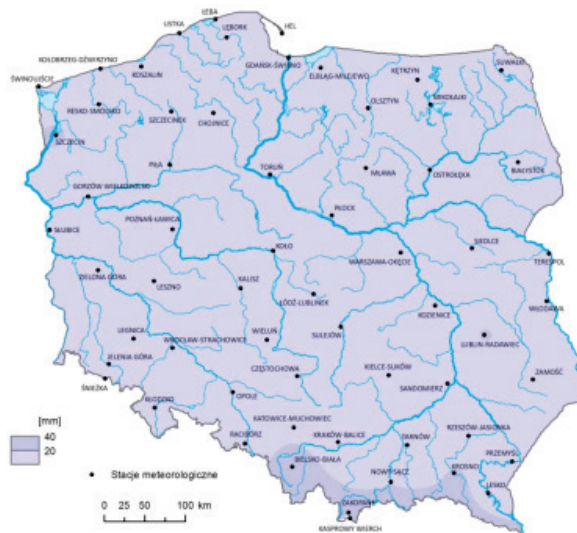 ŁEBA
USTKA
LĘBORK
HEL
KOŁOBRZEG-DŹWIRZYNO
KOSZALIN
GDAŃSK-ŚWIBNO
ELBLĄG-MILEJEWO
KĘTRZYN
SUWAŁKI
ŚWINOUJŚCIE
RESKO-SMÓLSKO
SZCZECINEK
CHOJNICE
OLSZTYN
MIKOŁAJKI
SZCZECIN
PIŁA
TORUŃ
MŁAWA
OSTROŁĘKA
BIAŁYSTOK
GORZÓW WIELKOPOLSKI
PŁOCK
SŁUBICE
POZNAŃ-ŁAWICA
KOŁO
WARSZAWA-OKĘCIE
SIEDLCE
TERESPOL
ZIELONA GÓRA
LESZNO
KALISZ
ŁÓDŹ-LUBLINEK
KOZIENICE
WŁODAWA
LEGNICA
WROCŁAW-STRACHOWICE
WIELUŃ
SULEJÓW
LUBLIN-RADAWIEC
JELENIA GÓRA
CZĘSTOCHOWA
KIELCE-SUKÓW
SANDOMIERZ
ZAMOŚĆ
ŚNIEŻKA
KŁODZKO
OPOLE
[mm]
40
20
KATOWICE-MUCHOWIEC
RACIBÓRZ
KRAKÓW-BALICE
TARNÓW
RZESZÓW-JASIONKA
PRZEMYŚL
Stacje meteorologiczne
BIELSKO-BIAŁA
NOWY SĄCZ
KROSNO
LESKO
0 25 50 100 km
ZAKOPANE
KASPROWY WIERCH